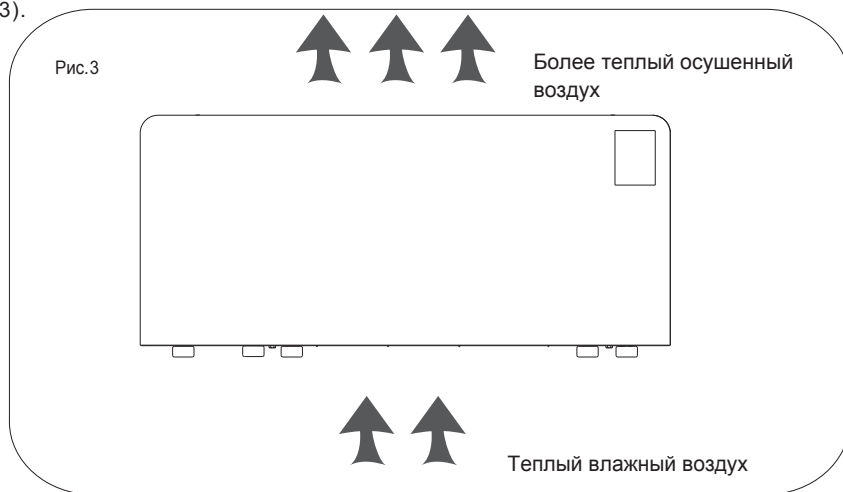 3).
Рис.3
Более теплый осушенный
воздух
Теплый влажный воздух